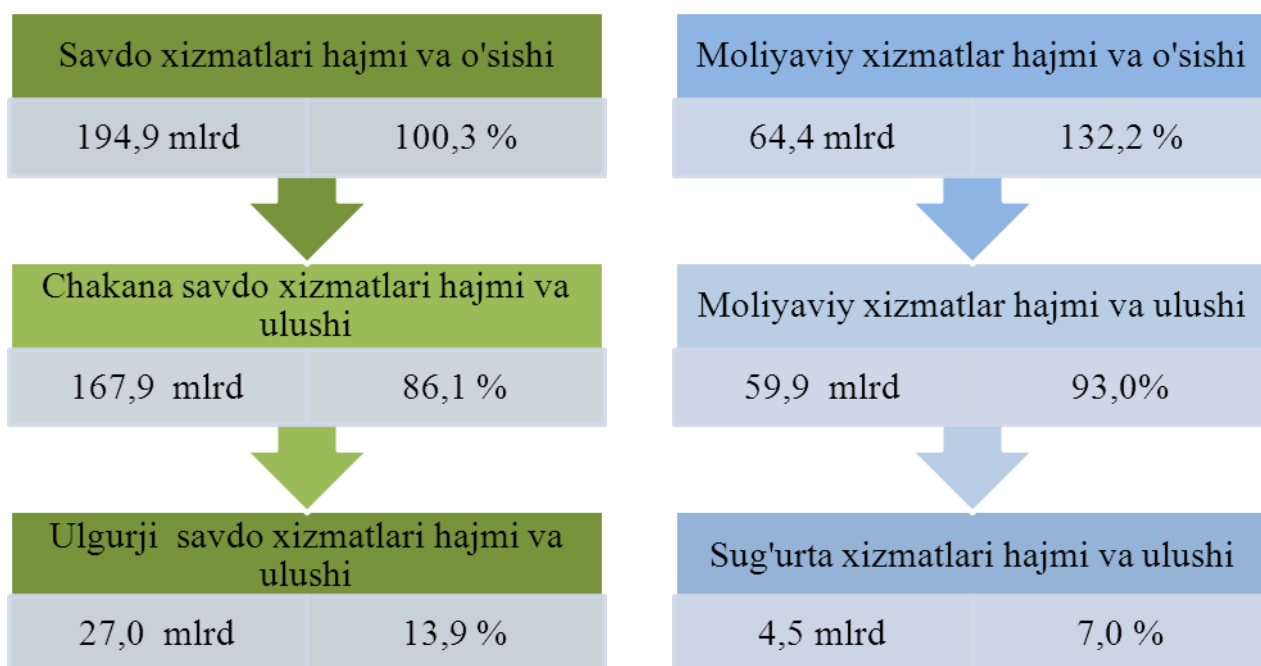 Savdo xizmatlari hajmi va o'sishi
194,9 mlrd
100,3 %
Chakana savdo xizmatlari hajmi va
ulushi
167,9 mlrd
86,1 %
Ulgurji savdo xizmatlari hajmi va
ulushi
27,0 mlrd
13,9 %
Moliyaviy xizmatlar hajmi va o'sishi
64,4 mlrd
132,2 %
Moliyaviy xizmatlar hajmi va ulushi
59,9 mlrd
93,0%
Sug'urta xizmatlari hajmi va ulushi
4,5 mlrd
7,0 %